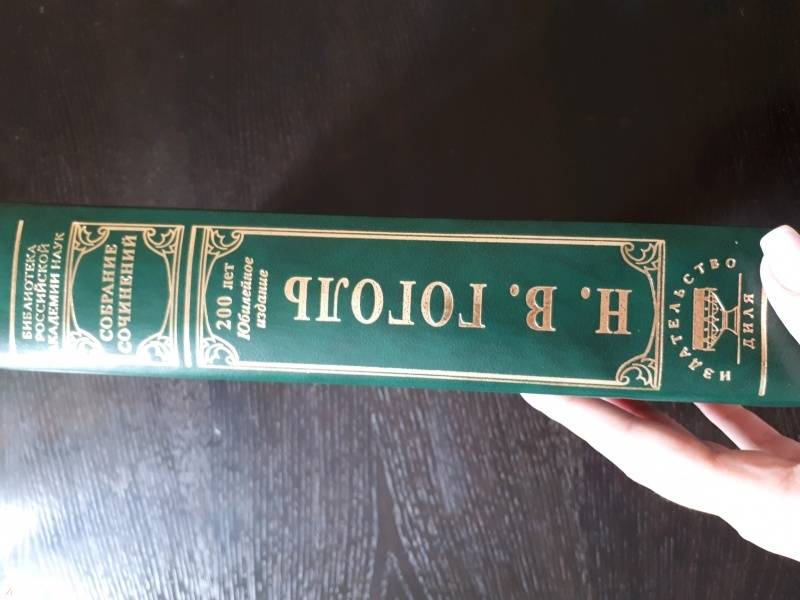 БИБЛИОТЕКА
РОССИЙСКОЙ
АКАДЕМИИ НАУК
СОБРАНИЕ
СОЧИНЕНИЙ
200 лет
Юбилейное
издание
Н. В. ГОГОЛЬ
ИЗДАТЕЛЬСТВО
ДИЛЯ